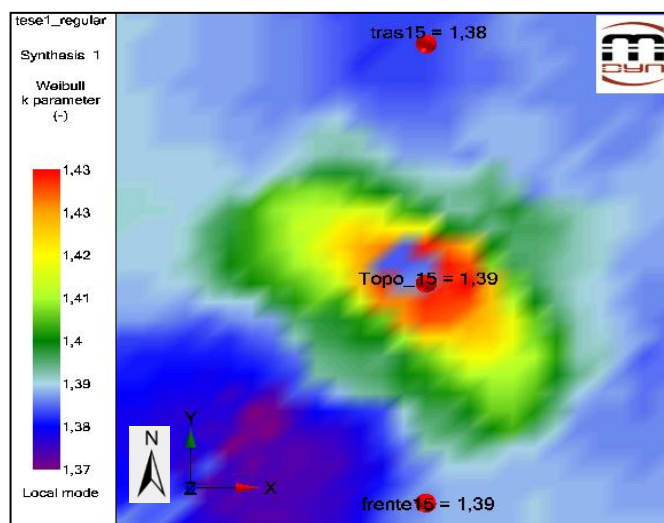 tese1_regular
Synthesis 1
Weibull
k parameter
(-)
1,43
1,43
1,42
1,41
1,4
1,39
1,38
1,37
Local mode
tras15 = 1,38
Topo_15 = 1,39
frente15 = 1,39
N
Y
Z
X
m